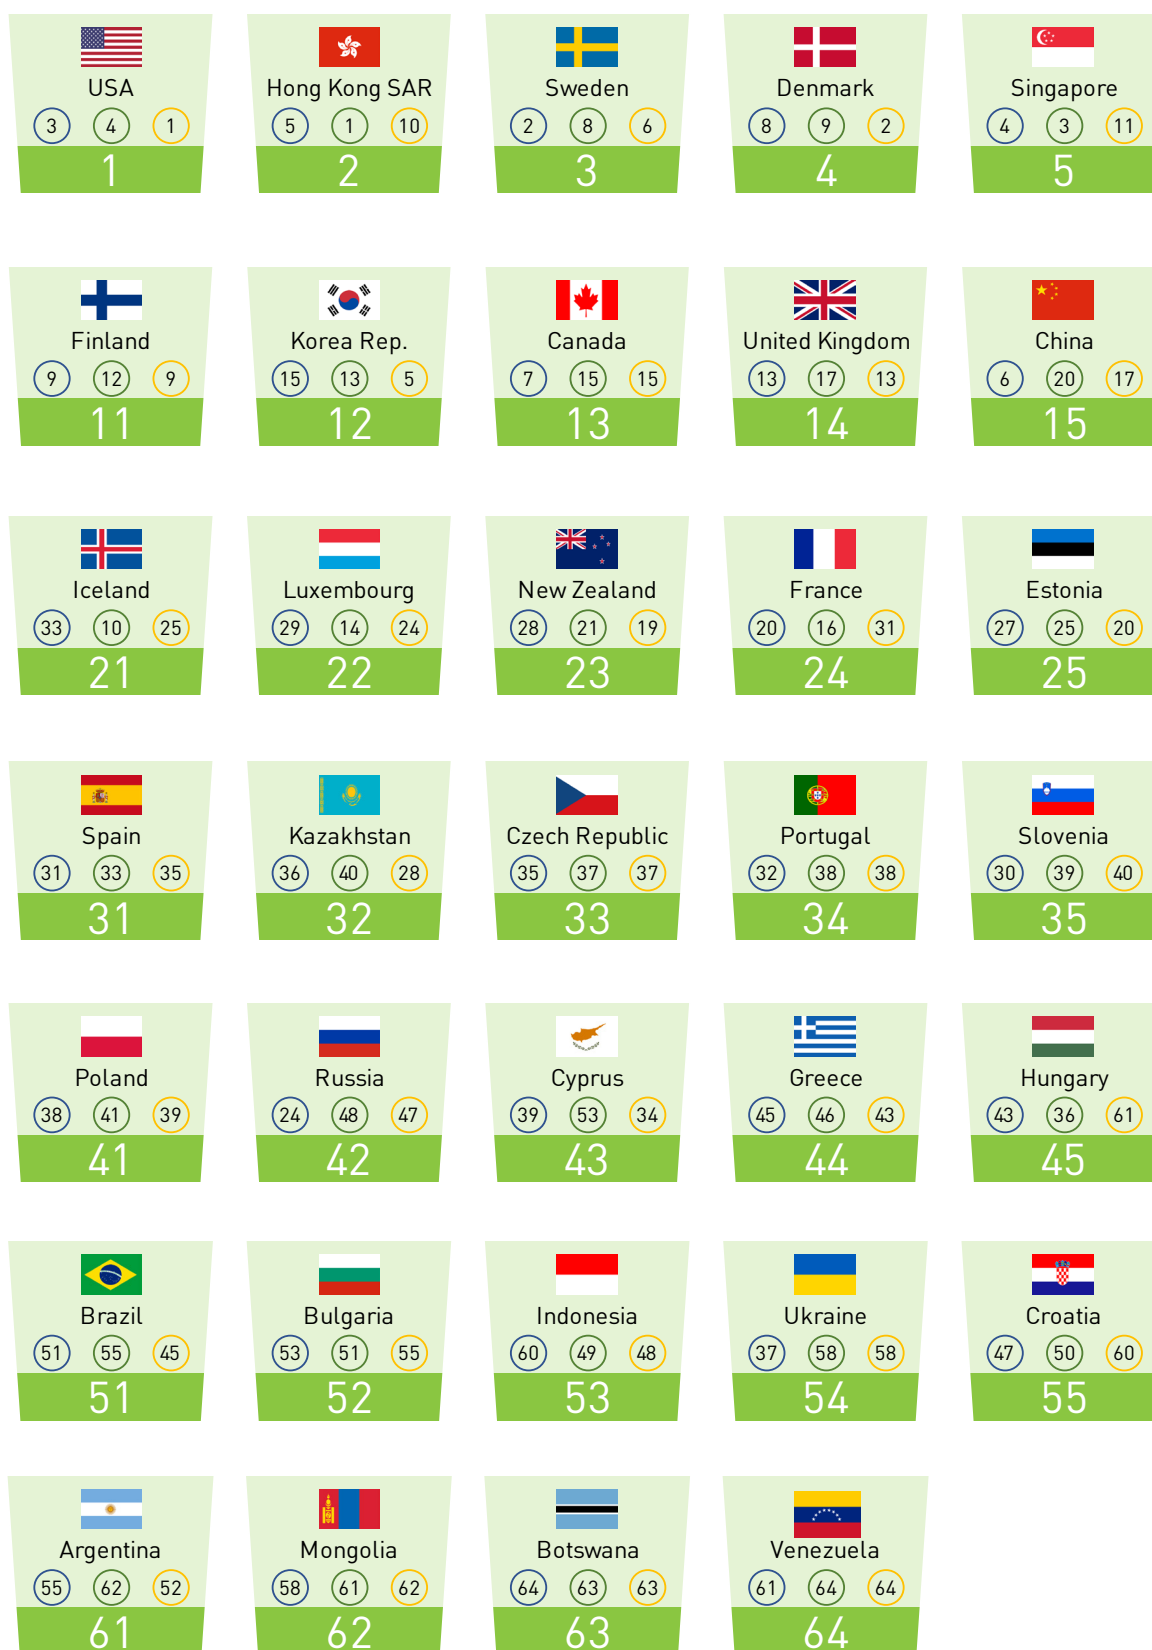 USA Hong Kong SAR Sweden Denmark Singapore
3 4 1 5 1 10 2 8 6 8 9 2 4 3 11
1 2 3 4 5
Finland Korea Rep. Canada United Kingdom China
9 12 9 15 13 5 7 15 15 13 17 13 6 20 17
11 12 13 14 15
Iceland Luxembourg New Zealand France Estonia
33 10 25 29 14 24 28 21 19 20 16 31 27 25 20
21 22 23 24 25
Spain Kazakhstan Czech Republic Portugal Slovenia
31 33 35 36 40 28 35 37 37 32 38 38 30 39 40
31 32 33 34 35
Poland Russia Cyprus Greece Hungary
38 41 39 24 48 47 39 53 34 45 46 43 43 36 61
41 42 43 44 45
Brazil Bulgaria Indonesia Ukraine Croatia
51 55 45 53 51 55 60 49 48 37 58 58 47 50 60
51 52 53 54 55
Argentina Mongolia Botswana Venezuela
55 62 52 58 61 62 64 63 63 61 64 64
61 62 63 64